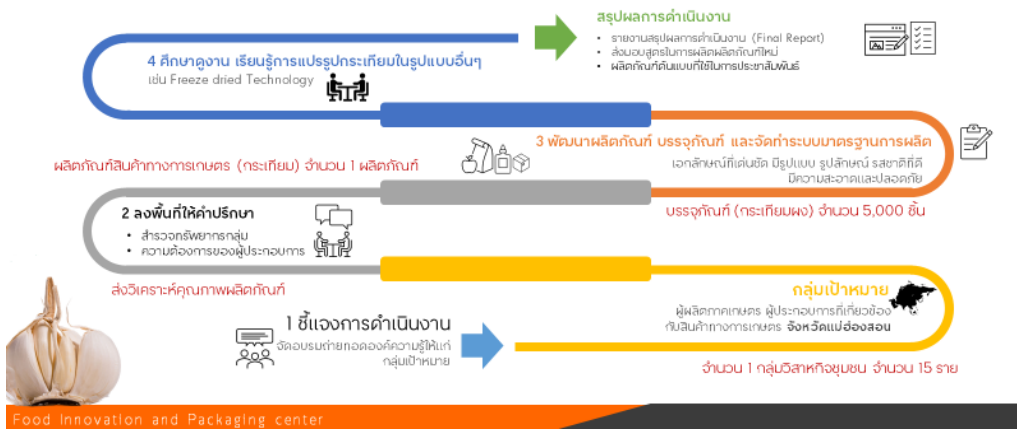 สรุปผลการดำเนินงาน
• รายงานสรุปผลการดำเนินงาน (Final Report)
• ส่งมอบสูตรในการผลิตผลิตภัณฑ์ใหม่
• ผลิตภัณฑ์ต้นแบบที่ใช้ในการประชาสัมพันธ์
4 ศึกษาดูงาน เรียนรู้การแปรรูปกระเทียมในรูปแบบอื่นๆ
เช่น Freeze dried Technology
3 พัฒนาผลิตภัณฑ์ บรรจุภัณฑ์ และจัดทำระบบมาตรฐานการผลิต
เอกลักษณ์ที่เด่นชัด มีรูปแบบ รูปลักษณ์ รสชาติที่ดี
มีความสะอาดและปลอดภัย
ผลิตภัณฑ์สินค้าทางการเกษตร (กระเทียม) จำนวน 1 ผลิตภัณฑ์
บรรจุภัณฑ์ (กระเทียมผง) จำนวน 5,000 ชิ้น
2 ลงพื้นที่ให้คำปรึกษา
• สำรวจทรัพยากรกลุ่ม
• ความต้องการของผู้ประกอบการ
ส่งวิเคราะห์คุณภาพผลิตภัณฑ์
กลุ่มเป้าหมาย
ผู้ผลิตภาคเกษตร ผู้ประกอบการที่เกี่ยวข้อง
กับสินค้าทางการเกษตร จังหวัดแม่ฮ่องสอน
1 ชี้แจงการดำเนินงาน
จัดอบรมถ่ายทอดองค์ความรู้ให้แก่
กลุ่มเป้าหมาย
จำนวน 1 กลุ่มวิสาหกิจชุมชน จำนวน 15 ราย
Food Innovation and Packaging center